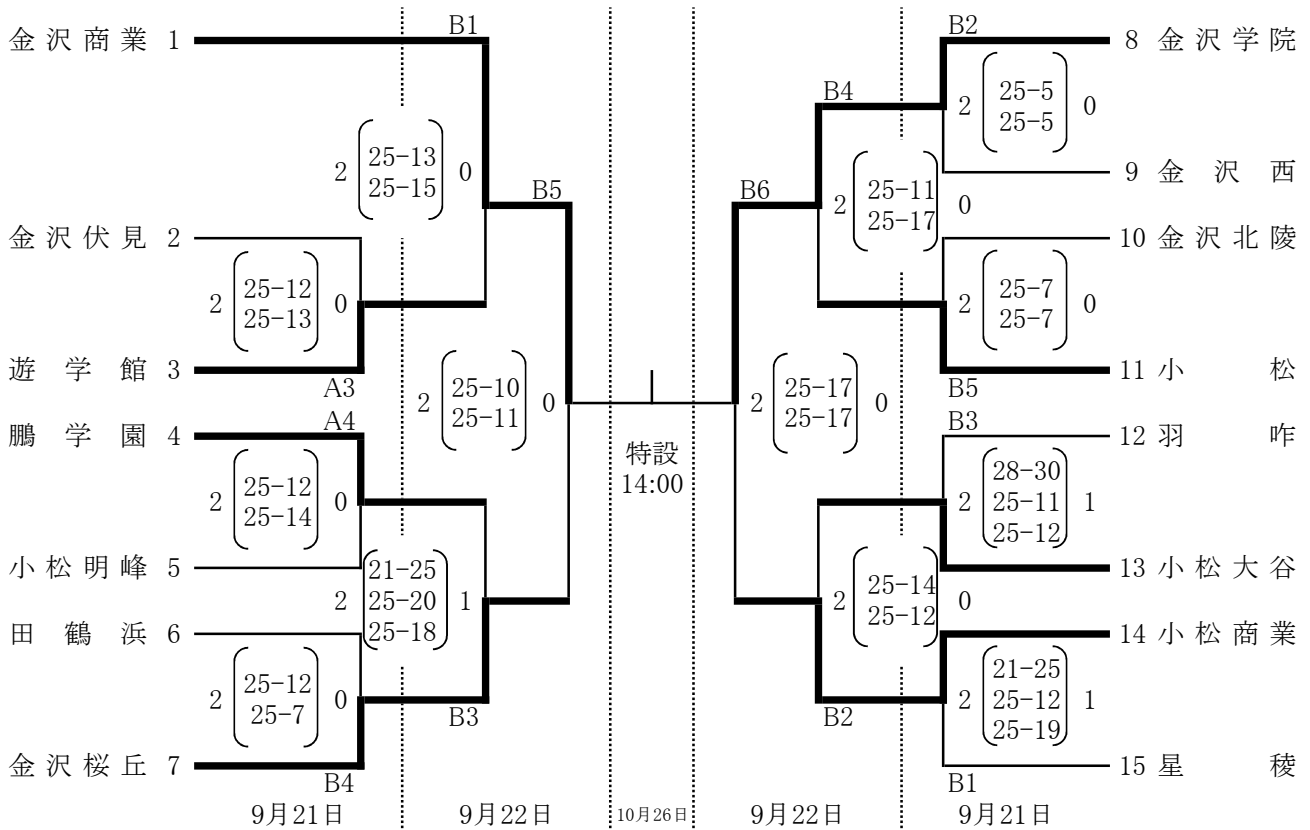 B1
B2
金沢商業 1
8 金沢学院
B4
2 25-5 0
25-5
2 25-13 0
25-15
9 金沢西
B5
B6
2 25-11 0
25-17
金沢伏見 2
10 金沢北陵
2 25-12 0
25-13
2 25-7 0
25-7
遊学館 3
11 小松
A3
B5
2 25-10 0
25-11
2 25-17 0
25-17
A4
B3
鵬学園 4
12 羽咋
特設
14:00
2 25-12 0
25-14
2 28-30 1
25-11
25-12
小松明峰 5
13 小松大谷
2 21-25 1
25-20
25-18
2 25-14 0
25-12
田鶴浜 6
14 小松商業
2 25-12 0
25-7
2 21-25 1
25-12
25-19
B3
B2
金沢桜丘 7
15 星稜
B4
B1
9月21日
9月22日
10月26日
9月22日
9月21日